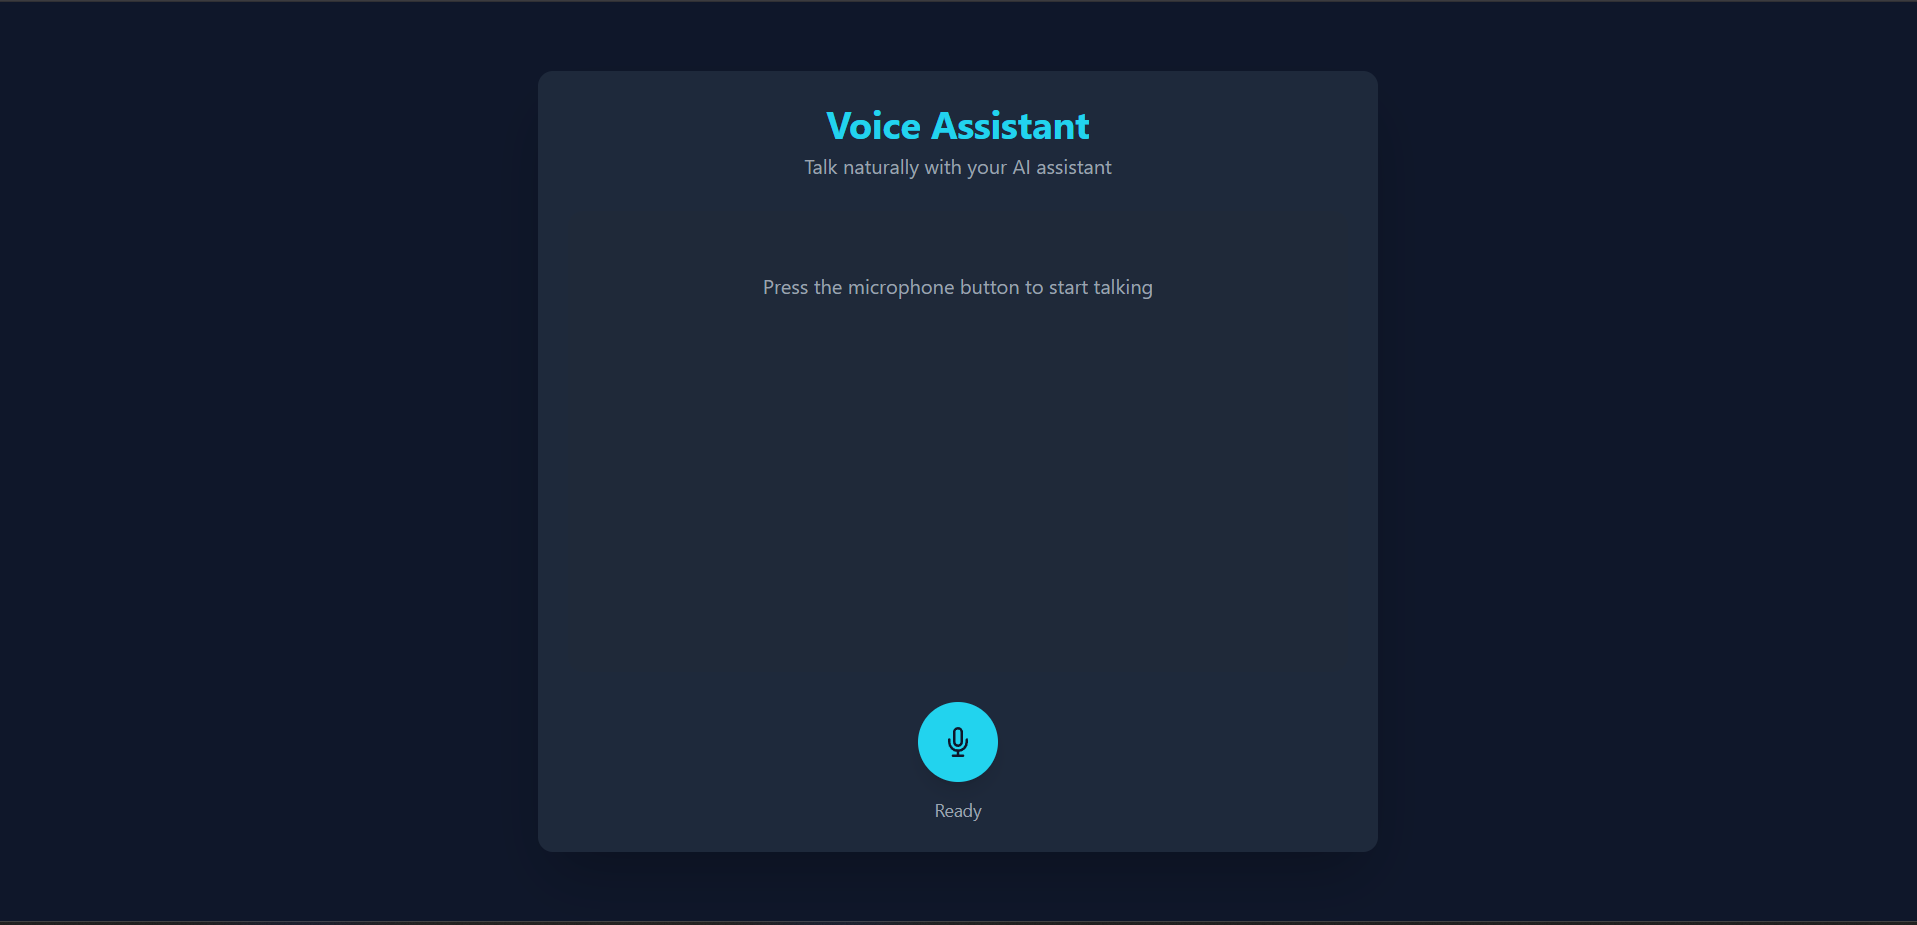 Voice Assistant
Talk naturally with your AI assistant
Press the microphone button to start talking
Ready